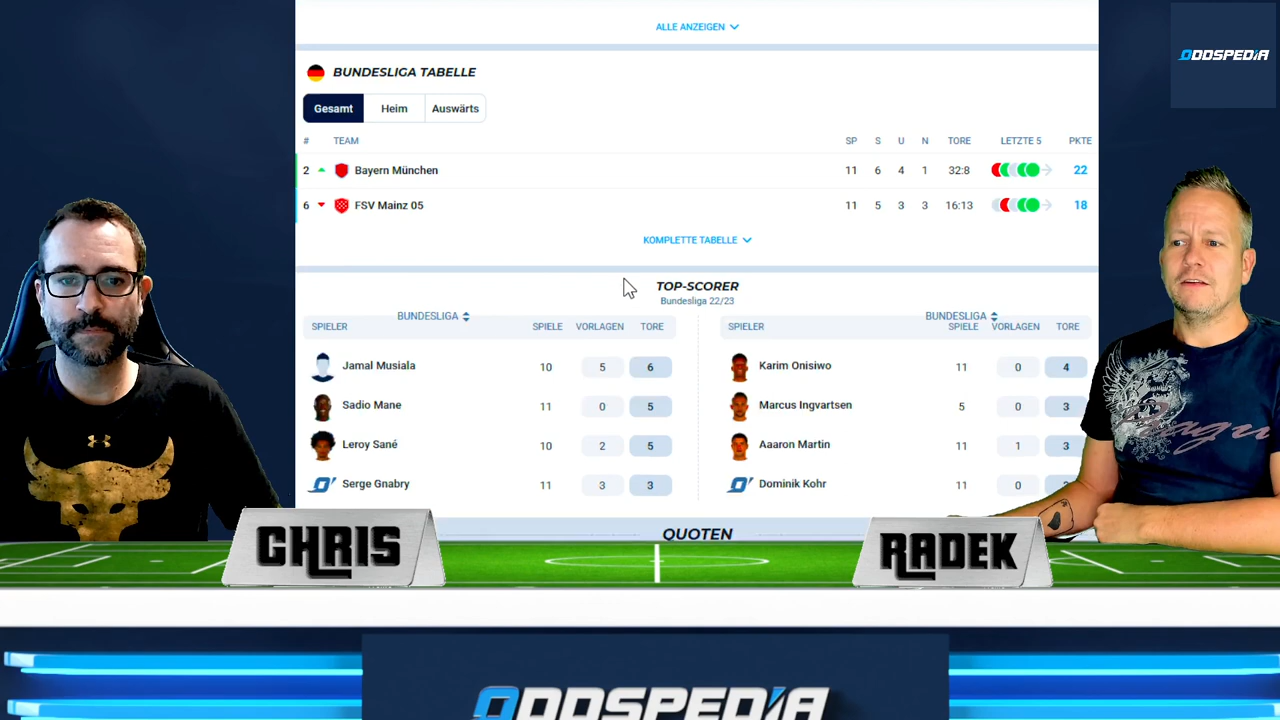 ALLE ANZEIGEN
ODDSPEDIA
BUNDESLIGA TABELLE
Gesamt Heim Auswärts
# TEAM SP S U N TORE LETZTE 5 PKTE
2 Bayern München 11 6 4 1 32:8 22
6 FSV Mainz 05 11 5 3 3 16:13 18
KOMPLETTE TABELLE
TOP-SCORER
Bundesliga 22/23
BUNDESLIGA
SPIELER SPIELE VORLAGEN TORE
Jamal Musiala 10 5 6
Sadio Mane 11 0 5
Leroy Sané 10 2 5
Serge Gnabry 11 3 3
BUNDESLIGA
SPIELER SPIELE VORLAGEN TORE
Karim Onisiwo 11 0 4
Marcus Ingvartsen 5 0 3
Aaaron Martin 11 1 3
Dominik Kohr 11 0
QUOTEN
CHRIS
RADEK
ODDSPEDIA